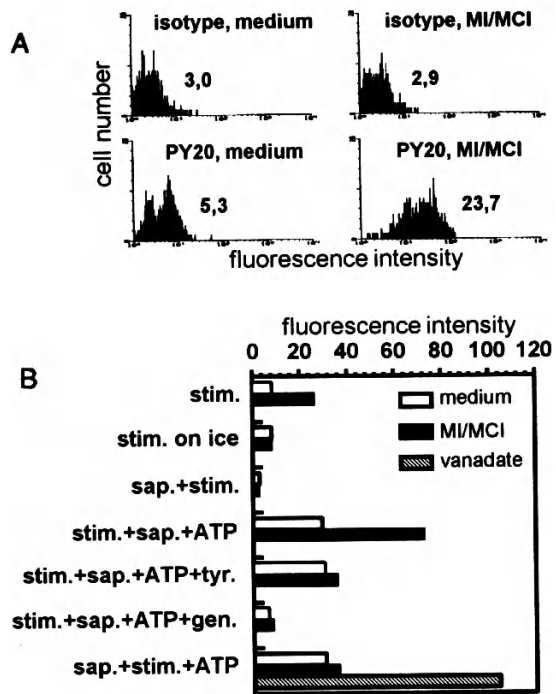 A
isotype, medium
3,0
isotype, MI/MCI
2,9
cell number
PY20, medium
5,3
PY20, MI/MCI
23,7
fluorescence intensity
B
fluorescence intensity
0 20 40 60 80 100 120
medium
MI/MCI
vanadate
stim.
stim. on ice
sap.+stim.
stim.+sap.+ATP
stim.+sap.+ATP+tyr.
stim.+sap.+ATP+gen.
sap.+stim.+ATP